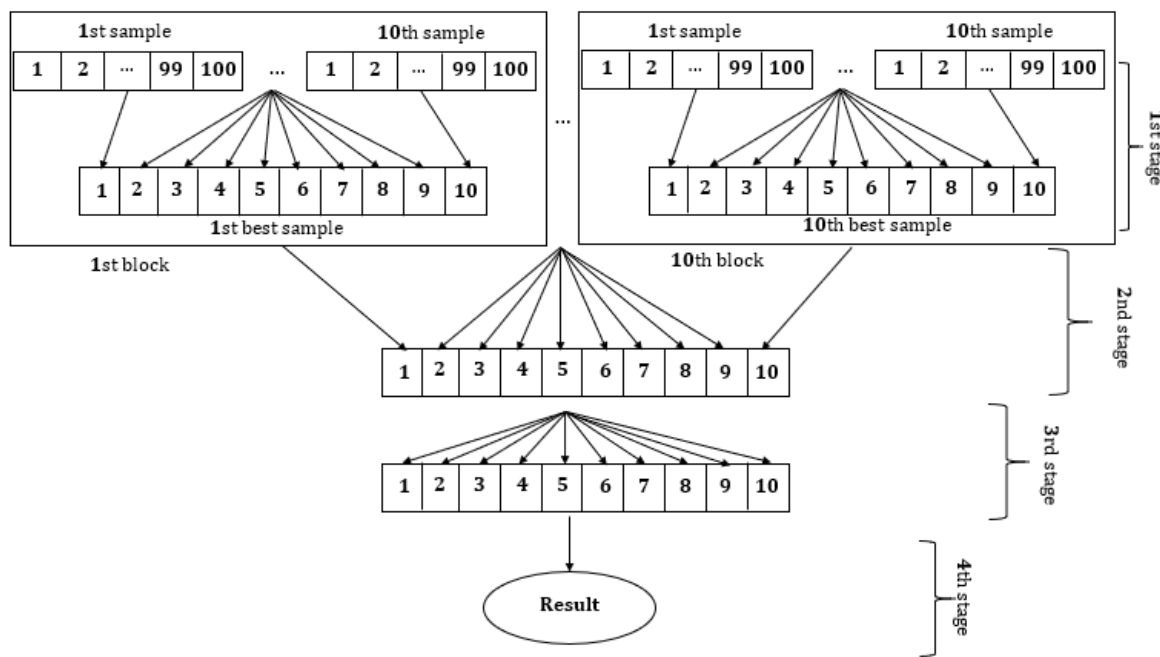 1st sample 10th sample 1st sample 10th sample
1 2 ... 99 100 ... 1 2 ... 99 100 1 2 ... 99 100 ... 1 2 ... 99 100
1st stage
...
1 2 3 4 5 6 7 8 9 10 1 2 3 4 5 6 7 8 9 10
1st best sample 10th best sample
1st block 10th block
2nd stage
1 2 3 4 5 6 7 8 9 10
3rd stage
1 2 3 4 5 6 7 8 9 10
4th stage
Result